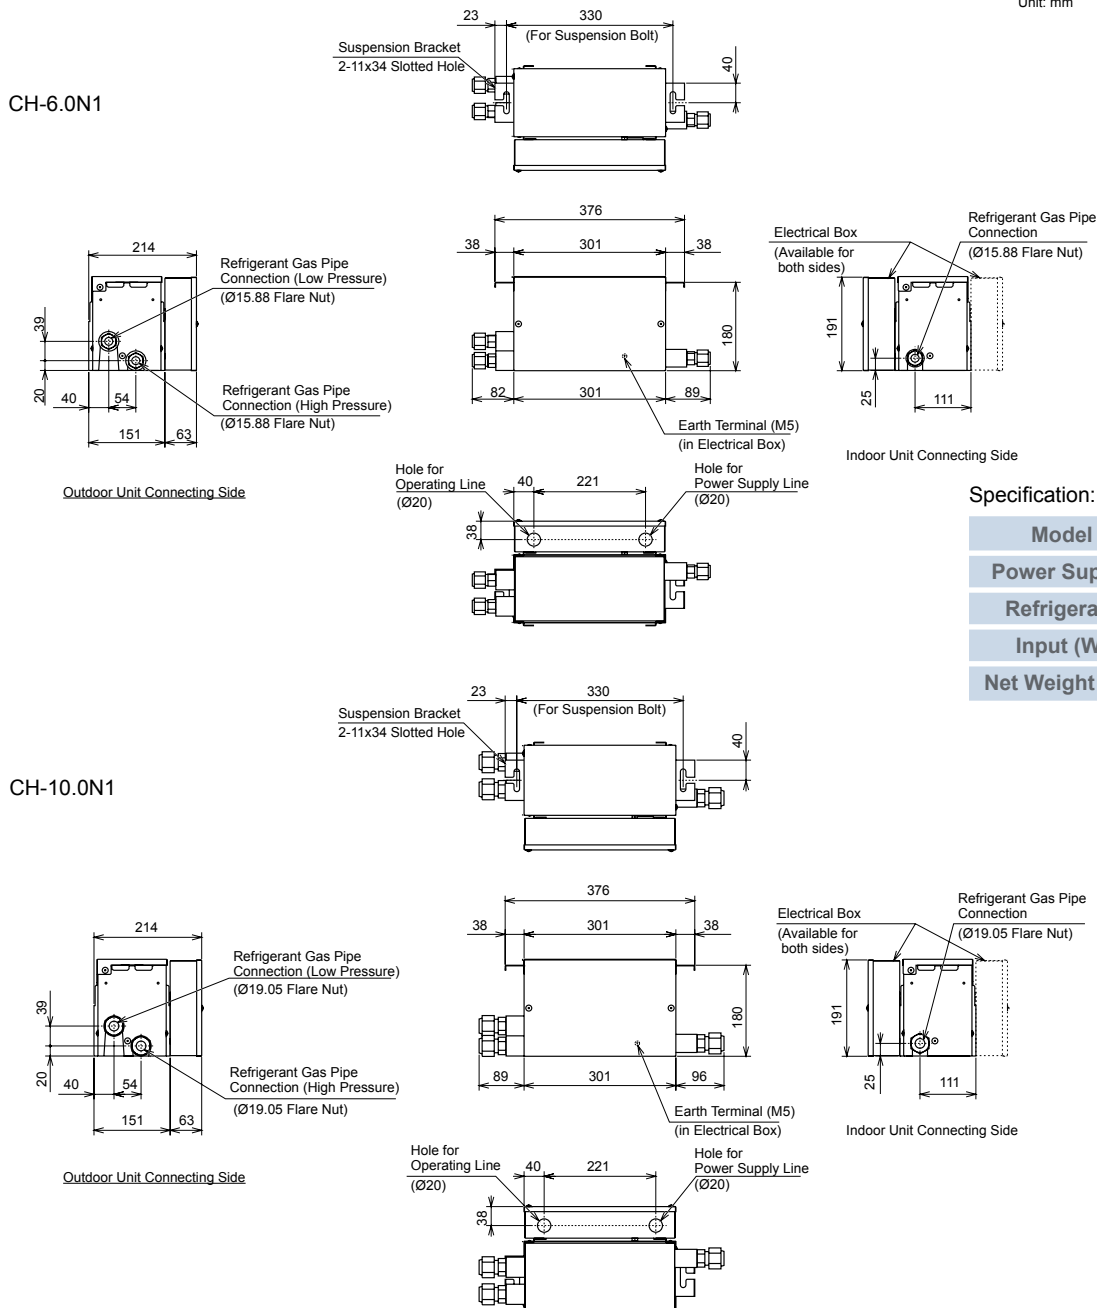 Unit: mm
CH-6.0N1
23
330
(For Suspension Bolt)
Suspension Bracket
2-11x34 Slotted Hole
40
376
38
301
38
180
82
301
89
Earth Terminal (M5)
(in Electrical Box)
214
Refrigerant Gas Pipe
Connection (Low Pressure)
(Ø15.88 Flare Nut)
39
20
40
54
151
63
Refrigerant Gas Pipe
Connection (High Pressure)
(Ø15.88 Flare Nut)
Outdoor Unit Connecting Side
Electrical Box
(Available for
both sides)
Refrigerant Gas Pipe
Connection
(Ø15.88 Flare Nut)
191
25
111
Indoor Unit Connecting Side
Hole for
Operating Line
(Ø20)
40
221
Hole for
Power Supply Line
(Ø20)
38
Specification:
Model
Power Sup
Refrigera
Input (W
Net Weight
CH-10.0N1
23
330
(For Suspension Bolt)
Suspension Bracket
2-11x34 Slotted Hole
40
376
38
301
38
180
89
301
96
Earth Terminal (M5)
(in Electrical Box)
214
Refrigerant Gas Pipe
Connection (Low Pressure)
(Ø19.05 Flare Nut)
39
20
40
54
151
63
Refrigerant Gas Pipe
Connection (High Pressure)
(Ø19.05 Flare Nut)
Outdoor Unit Connecting Side
Electrical Box
(Available for
both sides)
Refrigerant Gas Pipe
Connection
(Ø19.05 Flare Nut)
191
25
111
Indoor Unit Connecting Side
Hole for
Operating Line
(Ø20)
40
221
Hole for
Power Supply Line
(Ø20)
38